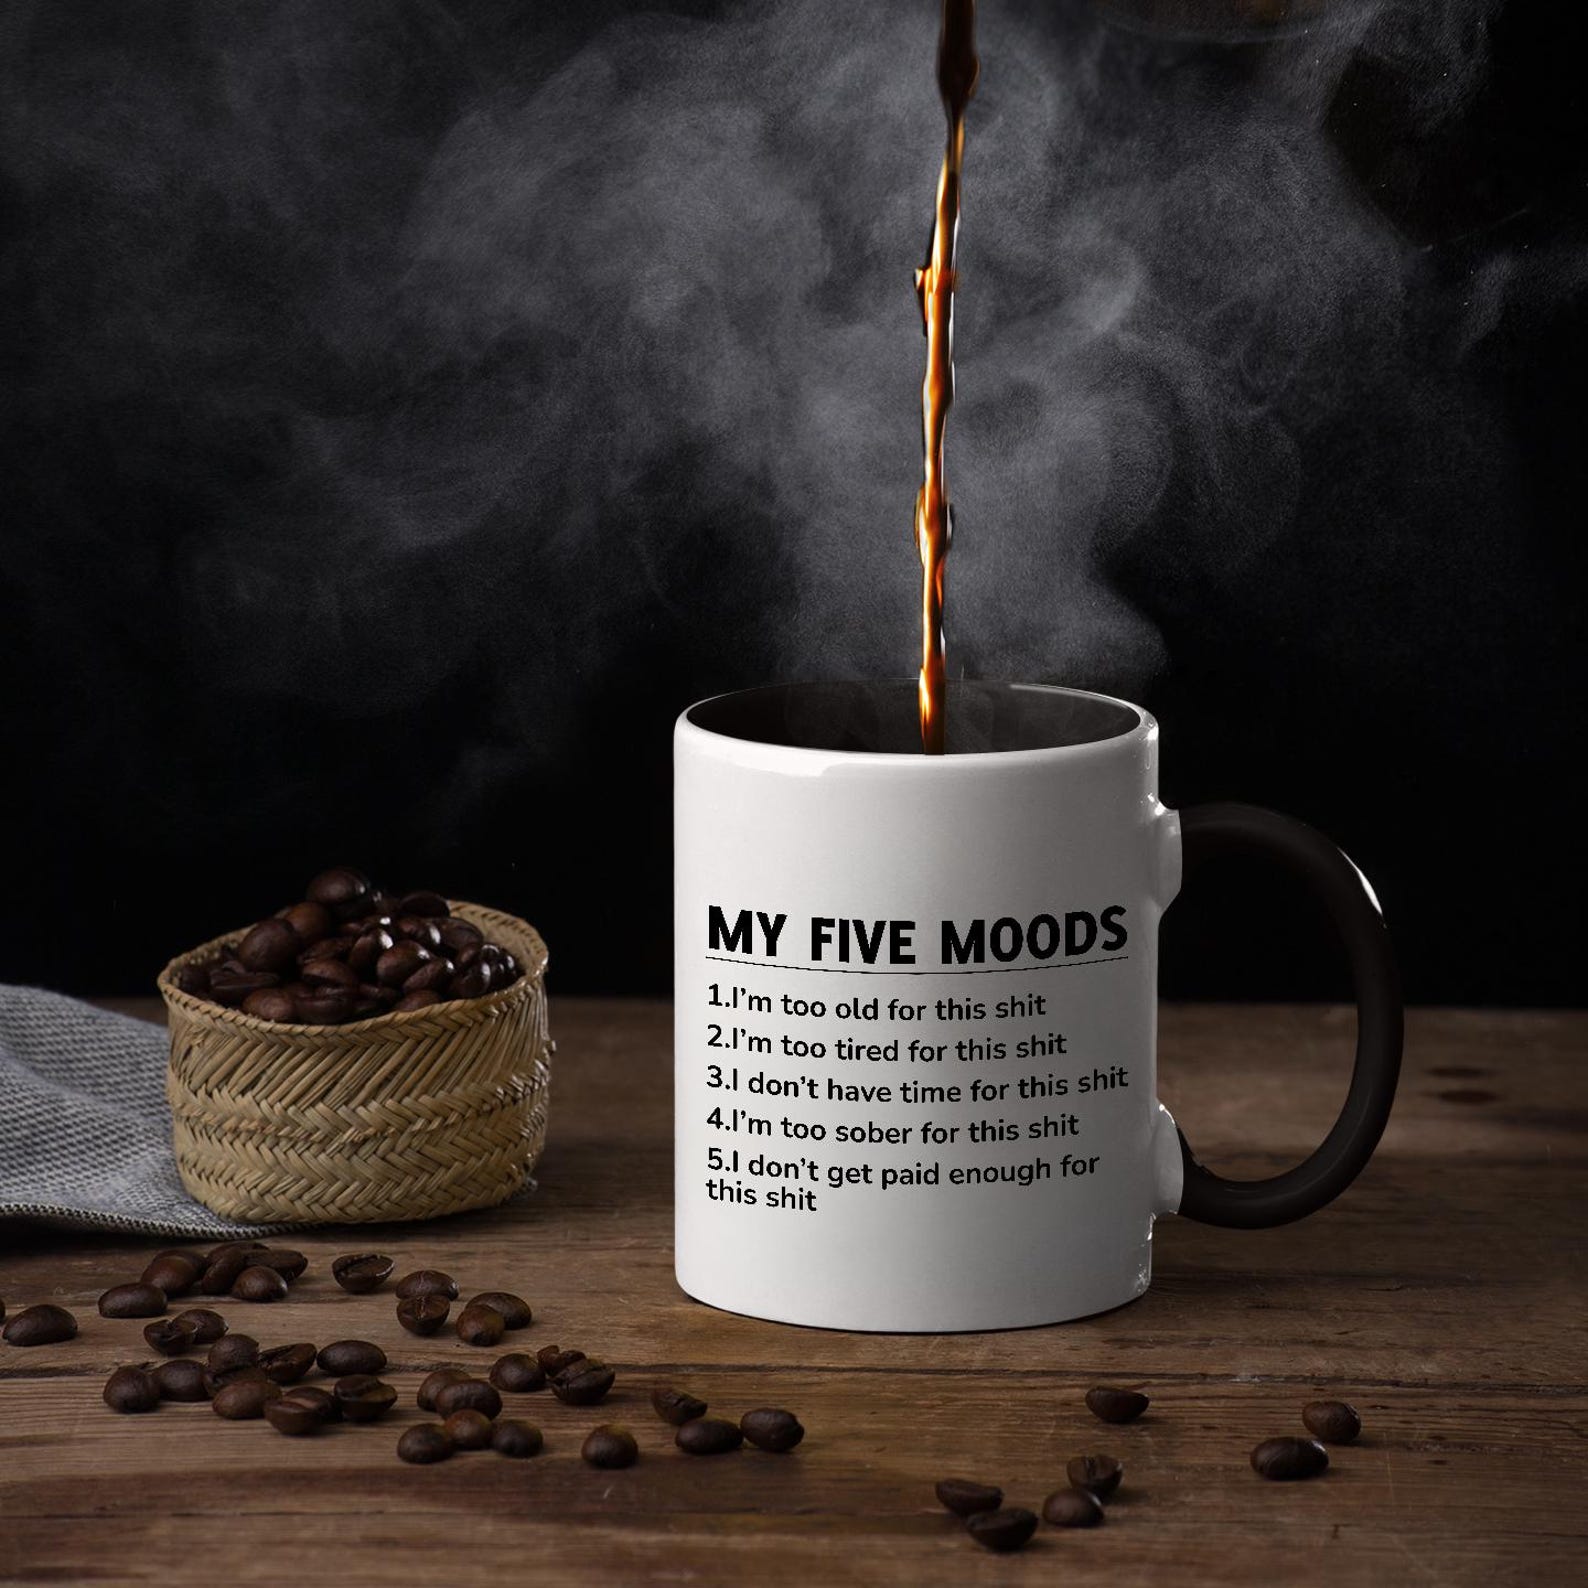 MY FIVE MOODS
1.I'm too old for this shit
2.I'm too tired for this shit
3.I don't have time for this shit
4.I'm too sober for this shit
5.I don't get paid enough for
this shit